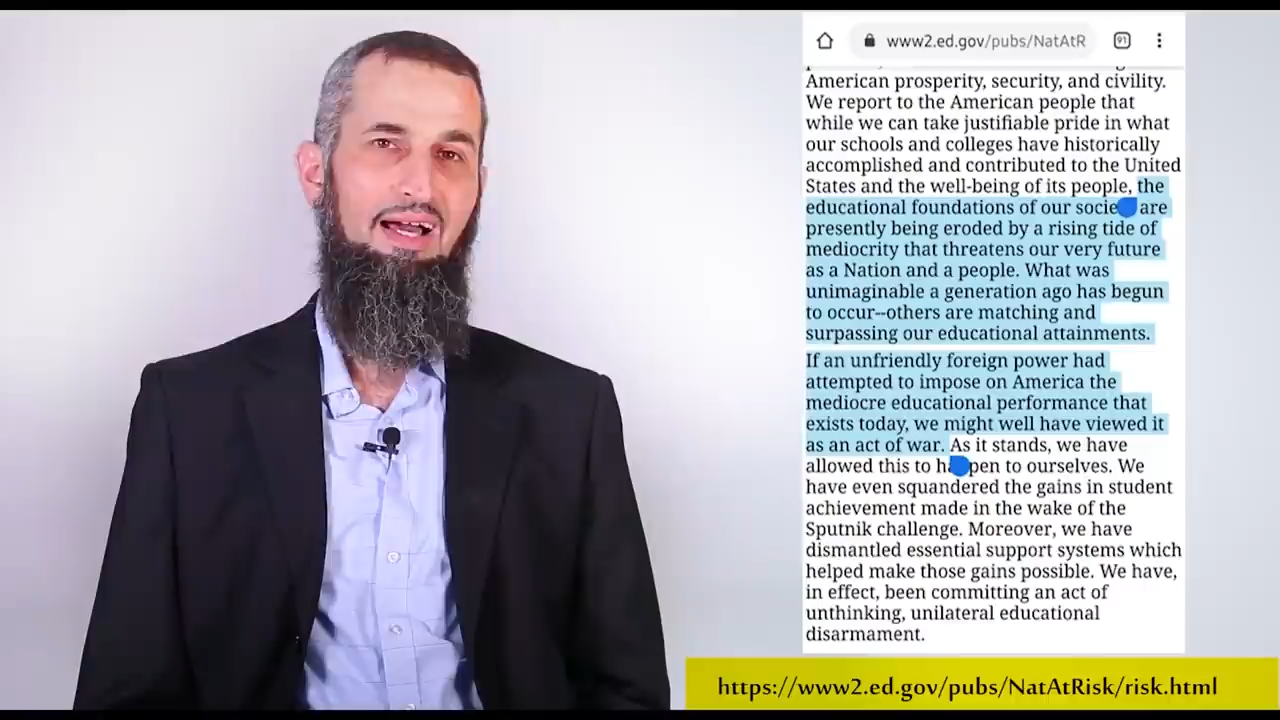 www2.ed.gov/pubs/NatAtR
91
American prosperity, security, and civility.
We report to the American people that
while we can take justifiable pride in what
our schools and colleges have historically
accomplished and contributed to the United
States and the well-being of its people, the
educational foundations of our socie are
presently being eroded by a rising tide of
mediocrity that threatens our very future
as a Nation and a people. What was
unimaginable a generation ago has begun
to occur--others are matching and
surpassing our educational attainments.
If an unfriendly foreign power had
attempted to impose on America the
mediocre educational performance that
exists today, we might well have viewed it
as an act of war. As it stands, we have
allowed this to ha pen to ourselves. We
have even squandered the gains in student
achievement made in the wake of the
Sputnik challenge. Moreover, we have
dismantled essential support systems which
helped make those gains possible. We have,
in effect, been committing an act of
unthinking, unilateral educational
disarmament.
https://www2.ed.gov/pubs/NatAtRisk/risk.html